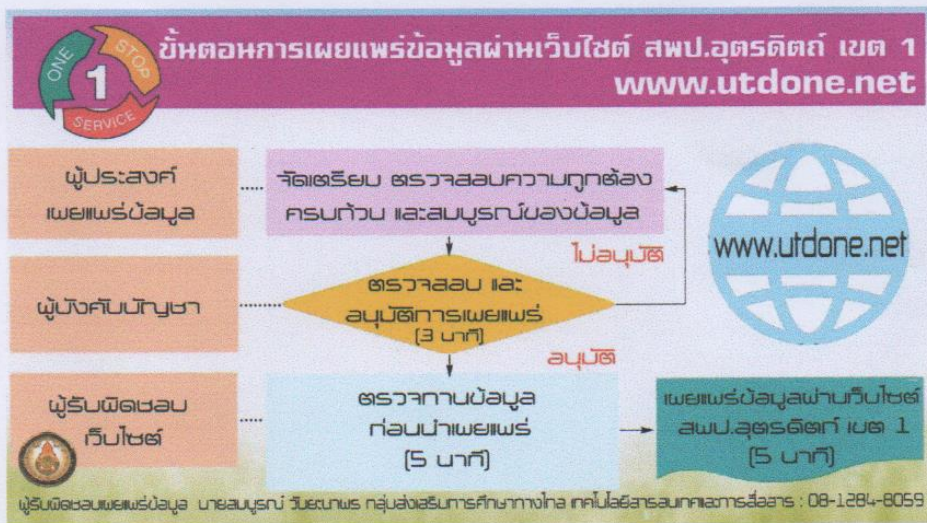 ONE STOP SERVICE
1
ขั้นตอนการเผยแพร่ข้อมูลผ่านเว็บไซต์ สพป.อุตรดิตถ์ เขต 1
www.utdone.net
ผู้ประสงค์
เผยแพร่ข้อมูล
จัดเตรียม ตรวจสอบความถูกต้อง
ครบถ้วน และสมบูรณ์ของข้อมูล
www.utdone.net
ไม่อนุมัติ
ผู้บังคับบัญชา
ตรวจสอบ และ
อนุมัติการเผยแพร่
(3 นาที)
อนุมัติ
ผู้รับผิดชอบ
เว็บไซต์
ตรวจทานข้อมูล
ก่อนนำเผยแพร่
(5 นาที)
เผยแพร่ข้อมูลผ่านเว็บไซต์
สพป.อุตรดิตถ์ เขต 1
(5 นาที)
ผู้รับผิดชอบเผยแพร่ข้อมูล นายสมบูรณ์ กลุ่มส่งเสริมการศึกษาทางไกล เทคโนโลยีสารสนเทศและการสื่อสาร : 08-1284-8059